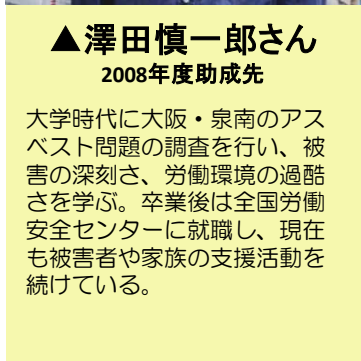 ▲澤田慎一郎さん
2008年度助成先
大学時代に大阪・泉南のアス
ベスト問題の調査を行い、被
害の深刻さ、労働環境の過酷
さを学ぶ。卒業後は全国労働
安全センターに就職し、現在
も被害者や家族の支援活動を
続けている。